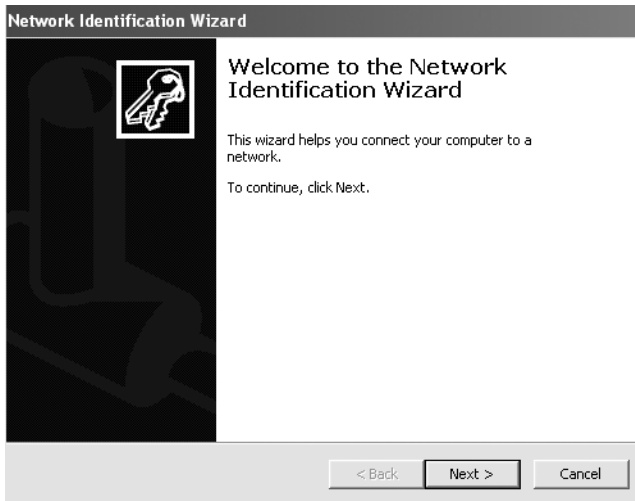 Network Identification Wizard
Welcome to the Network
Identification Wizard
This wizard helps you connect your computer to a
network.
To continue, click Next.
< Back
Next >
Cancel